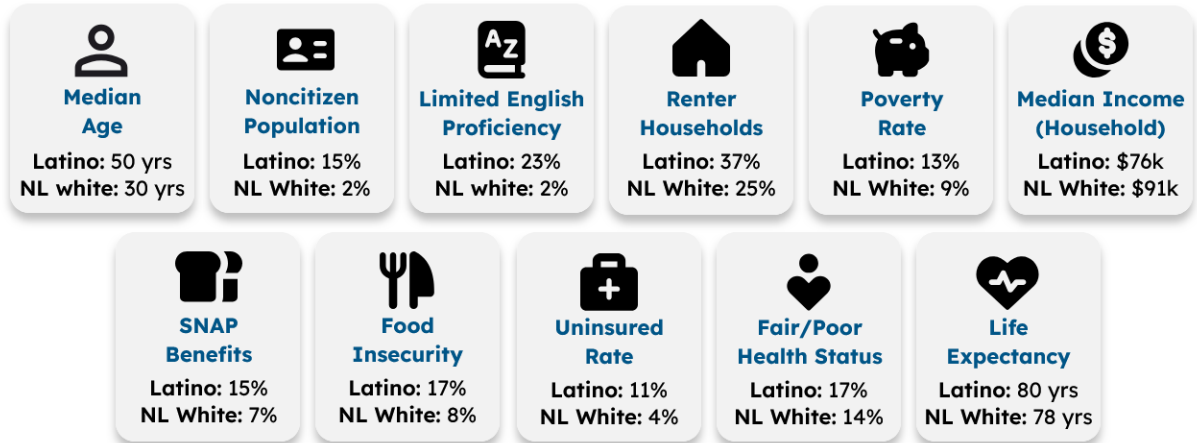 Median
Age
Latino: 50 yrs
NL white: 30 yrs
Noncitizen
Population
Latino: 15%
NL White: 2%
AZ
Limited English
Proficiency
Latino: 23%
NL white: 2%
Renter
Households
Latino: 37%
NL White: 25%
Poverty
Rate
Latino: 13%
NL White: 9%
$
Median Income
(Household)
Latino: $76k
NL White: $91k
SNAP
Benefits
Latino: 15%
NL White: 7%
Food
Insecurity
Latino: 17%
NL White: 8%
Uninsured
Rate
Latino: 11%
NL White: 4%
Fair/Poor
Health Status
Latino: 17%
NL White: 14%
Life
Expectancy
Latino: 80 yrs
NL White: 78 yrs